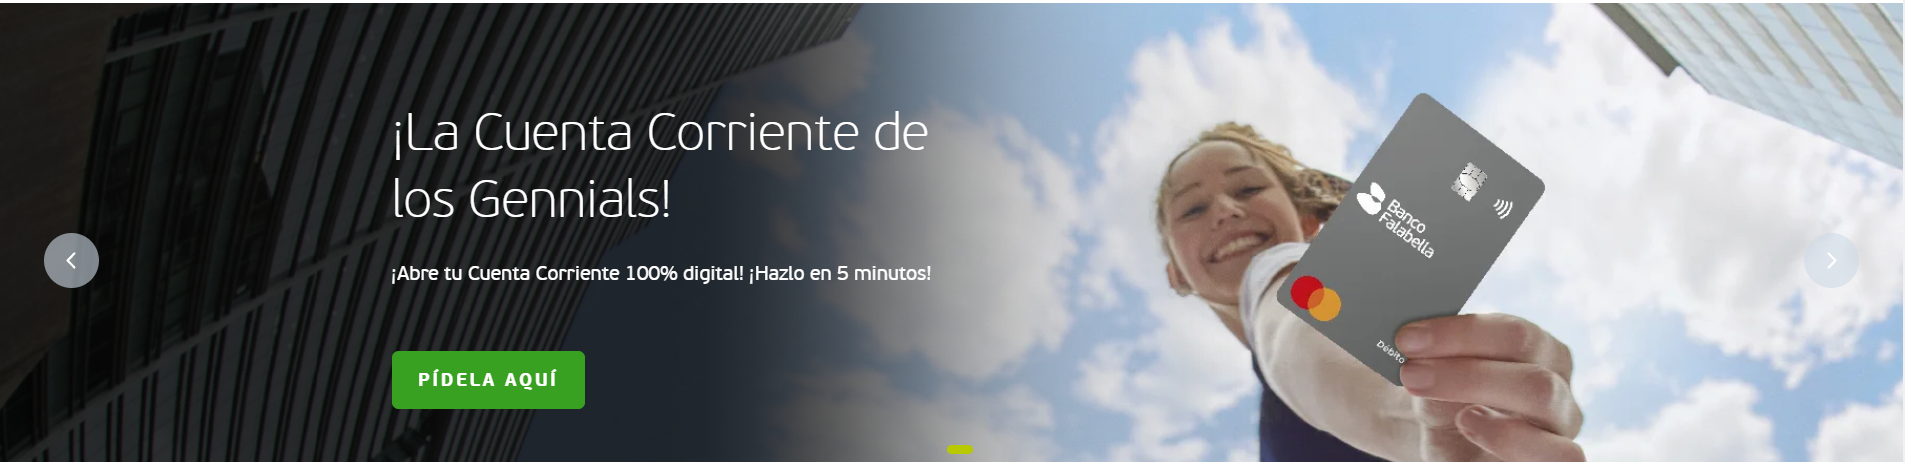 ¡La Cuenta Corriente de
los Gennials!
¡Abre tu Cuenta Corriente 100% digital! ¡Hazlo en 5 minutos!
PÍDELA AQUÍ
Banco
Falabella
Débito